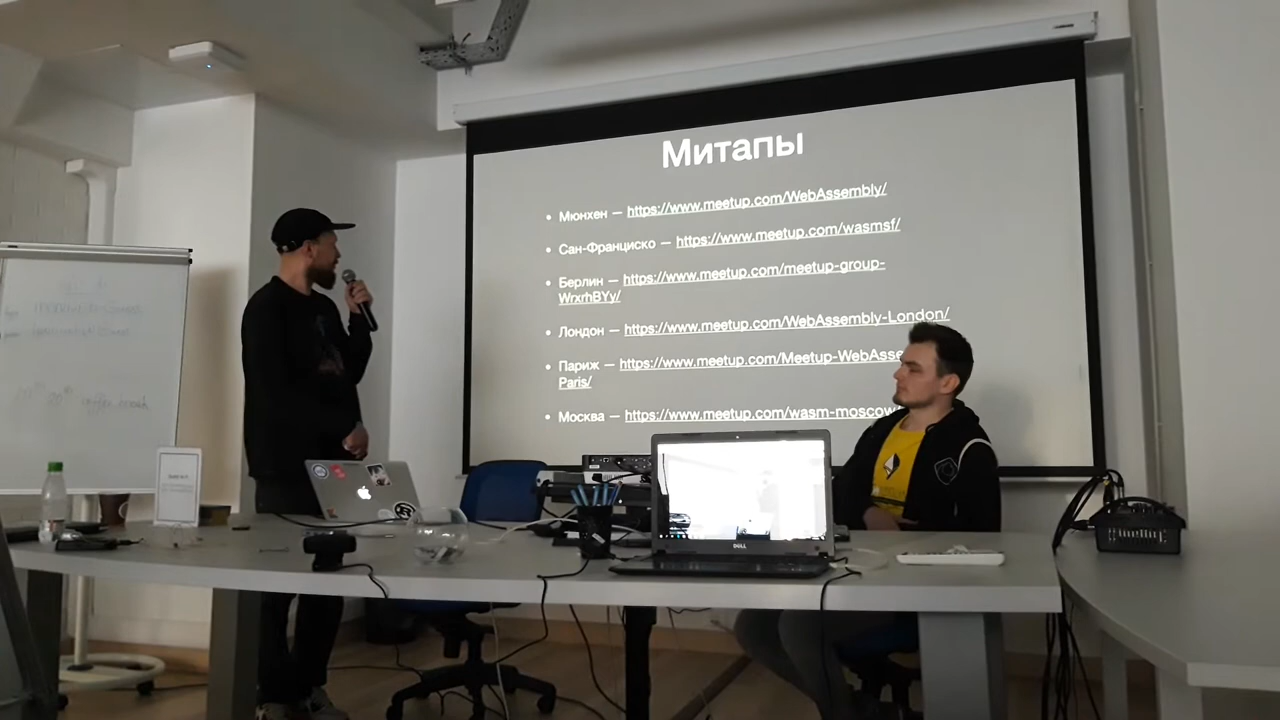 Митапы
• Мюнхен — https://www.meetup.com/WebAssembly/
• Сан-Франциско — https://www.meetup.com/wasmsf/
• Берлин — https://www.meetup.com/meetup-group-
WrxrhBYy/
• Лондон — https://www.meetup.com/WebAssembly-London/
• Париж — https://www.meetup.com/Meetup-WebAsse
Paris/
• Москва — https://www.meetup.com/wasm-moscow
DELL